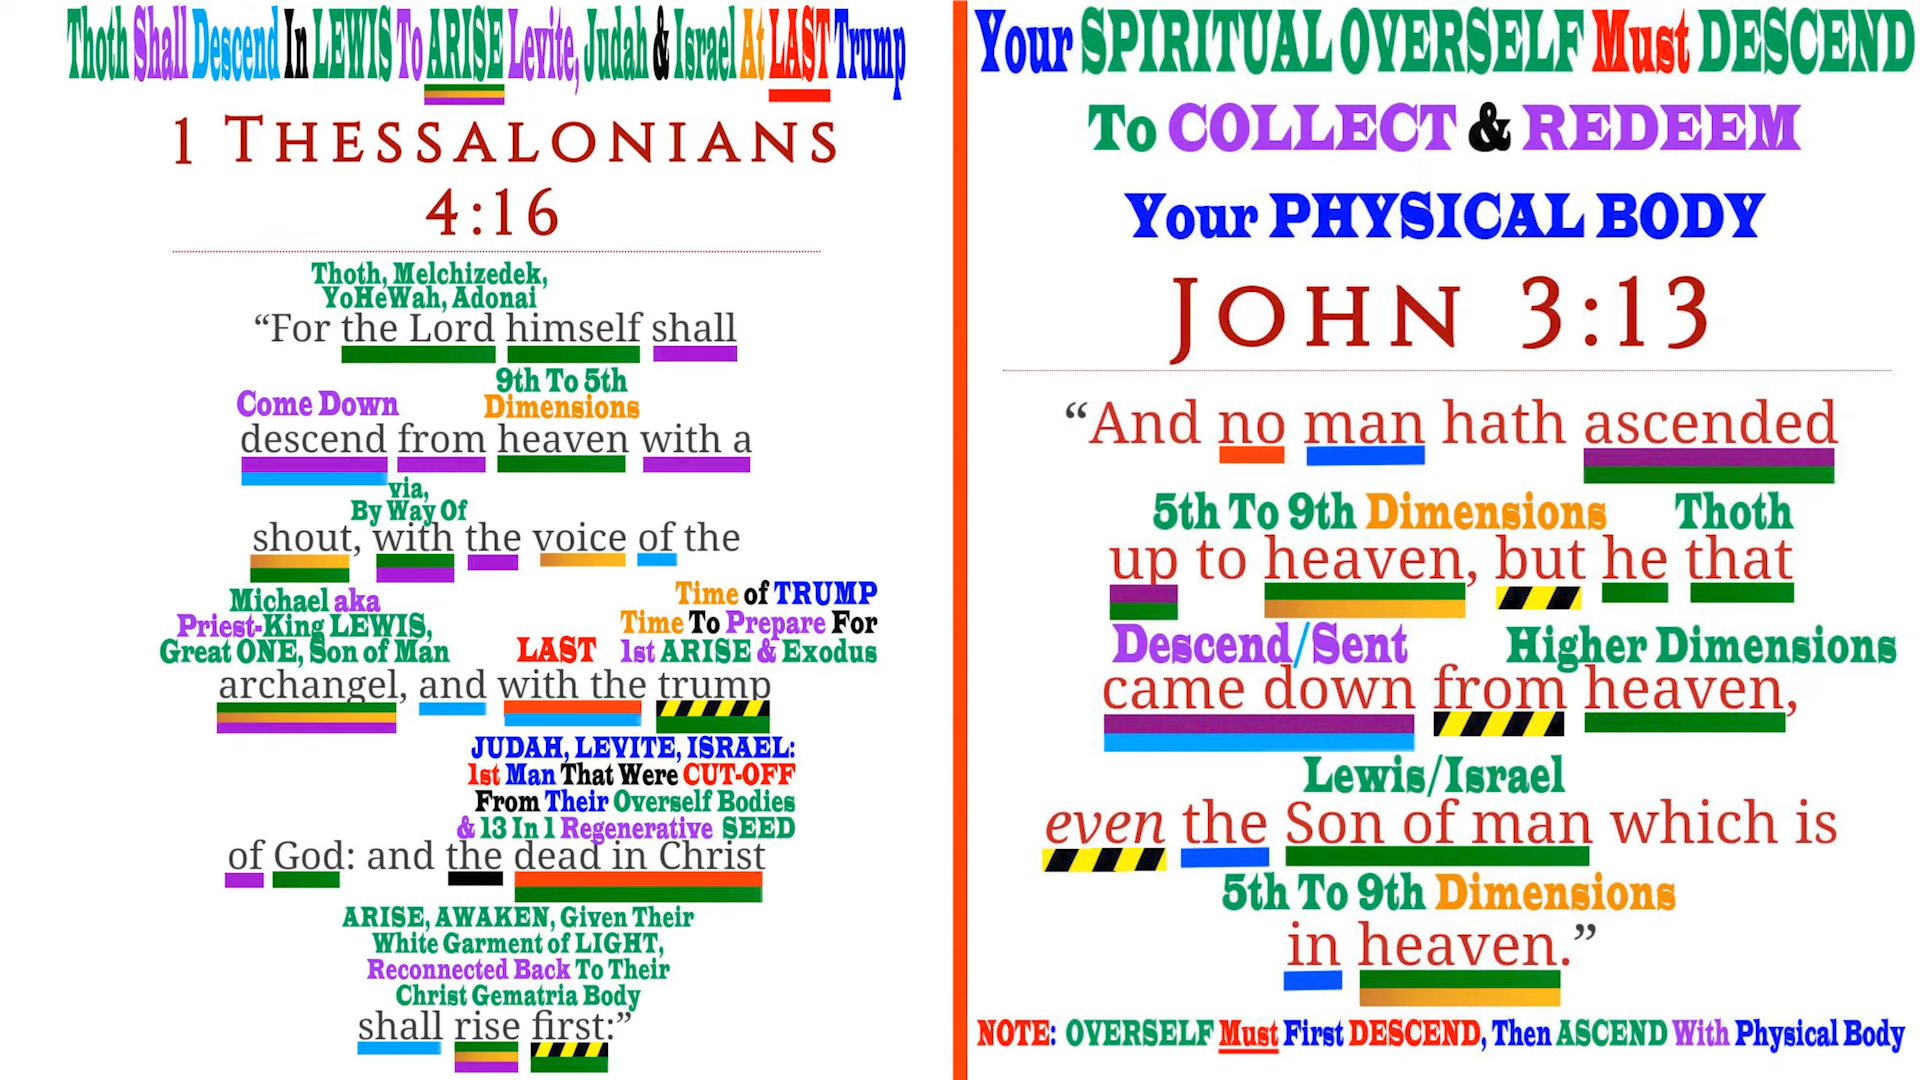 Thoth Shall Descend In LEWIS To ARISE Levite, Judah & Israel At LAST Trump
1 THESSALONIANS
4:16
Thoth, Melchizedek,
YoHeWah, Adonai
“For the Lord himself shall
9th To 5th
Come Down Dimensions
descend from heaven with a
via,
By Way Of
shout, with the voice of the
Michael aka
Priest-King LEWIS,
Great ONE, Son of Man
LAST
Time of TRUMP
Time To Prepare For
1st ARISE & Exodus
archangel, and with the trump
JUDAH, LEVITE, ISRAEL:
1st Man That Were CUT-OFF
From Their Overself Bodies
& 13 In 1 Regenerative SEED
of God: and the dead in Christ
ARISE, AWAKEN, Given Their
White Garment of LIGHT,
Reconnected Back To Their
Christ Gematria Body
shall rise first:”
Your SPIRITUAL OVERSELF Must DESCEND
To COLLECT & REDEEM
Your PHYSICAL BODY
JOHN 3:13
“And no man hath ascended
5th To 9th Dimensions Thoth
up to heaven, but he that
Descend/Sent Higher Dimensions
came down from heaven,
Lewis/Israel
even the Son of man which is
5th To 9th Dimensions
in heaven.”
NOTE: OVERSELF Must First DESCEND, Then ASCEND With Physical Body